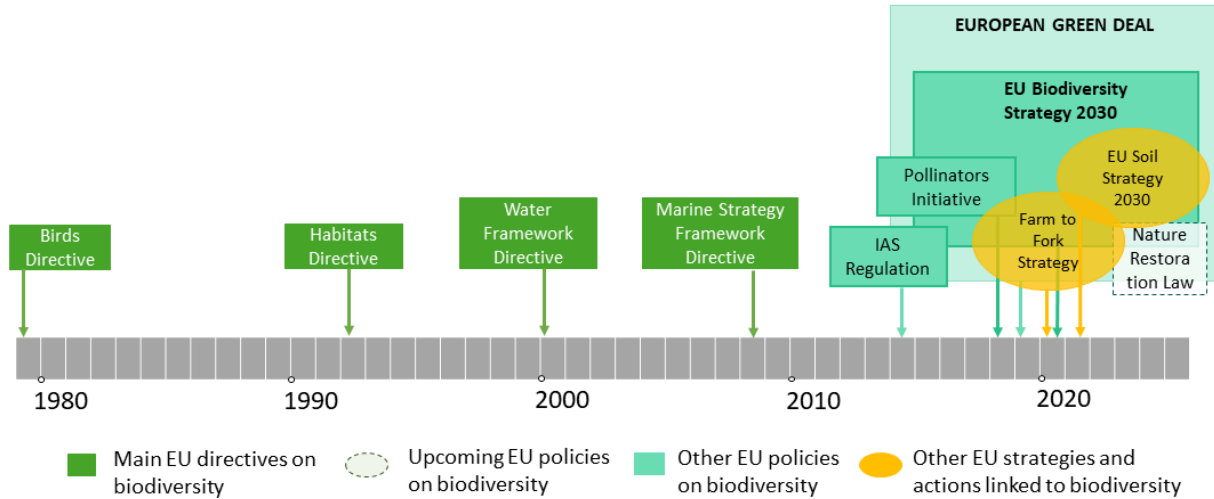 EUROPEAN GREEN DEAL
EU Biodiversity
Strategy 2030
EU Soil
Strategy
2030
Pollinators
Initiative
Farm to
Fork
Strategy
Nature
Restora
tion Law
IAS
Regulation
Birds
Directive
Habitats
Directive
Water
Framework
Directive
Marine Strategy
Framework
Directive
1980
1990
2000
2010
2020
Main EU directives on
biodiversity
Upcoming EU policies
on biodiversity
Other EU policies
on biodiversity
Other EU strategies and
actions linked to biodiversity